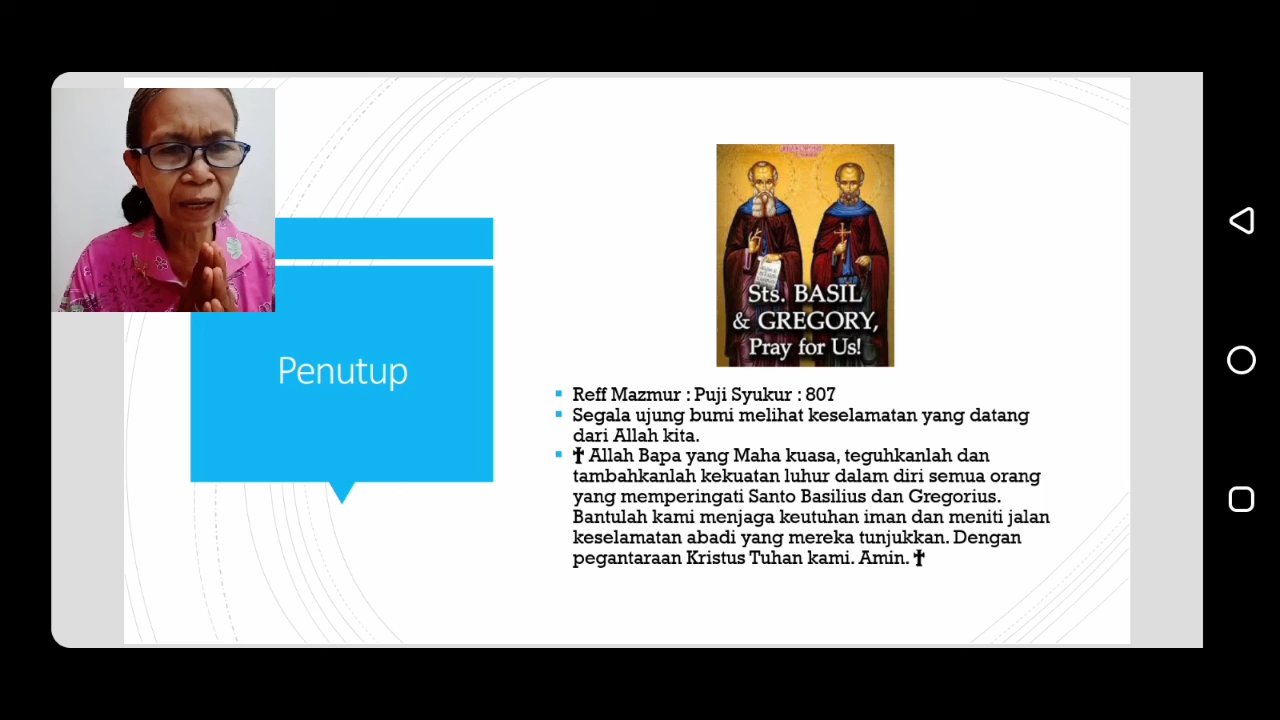 Penutup
Sts. BASIL
& GREGORY,
Pray for Us!
Reff Mazmur : Puji Syukur : 807
Segala ujung bumi melihat keselamatan yang datang
dari Allah kita.
✝ Allah Bapa yang Maha kuasa, teguhkanlah dan
tambahkanlah kekuatan luhur dalam diri semua orang
yang memperingati Santo Basilius dan Gregorius.
Bantulah kami menjaga keutuhan iman dan meniti jalan
keselamatan abadi yang mereka tunjukkan. Dengan
pegantaraan Kristus Tuhan kami. Amin. ✝